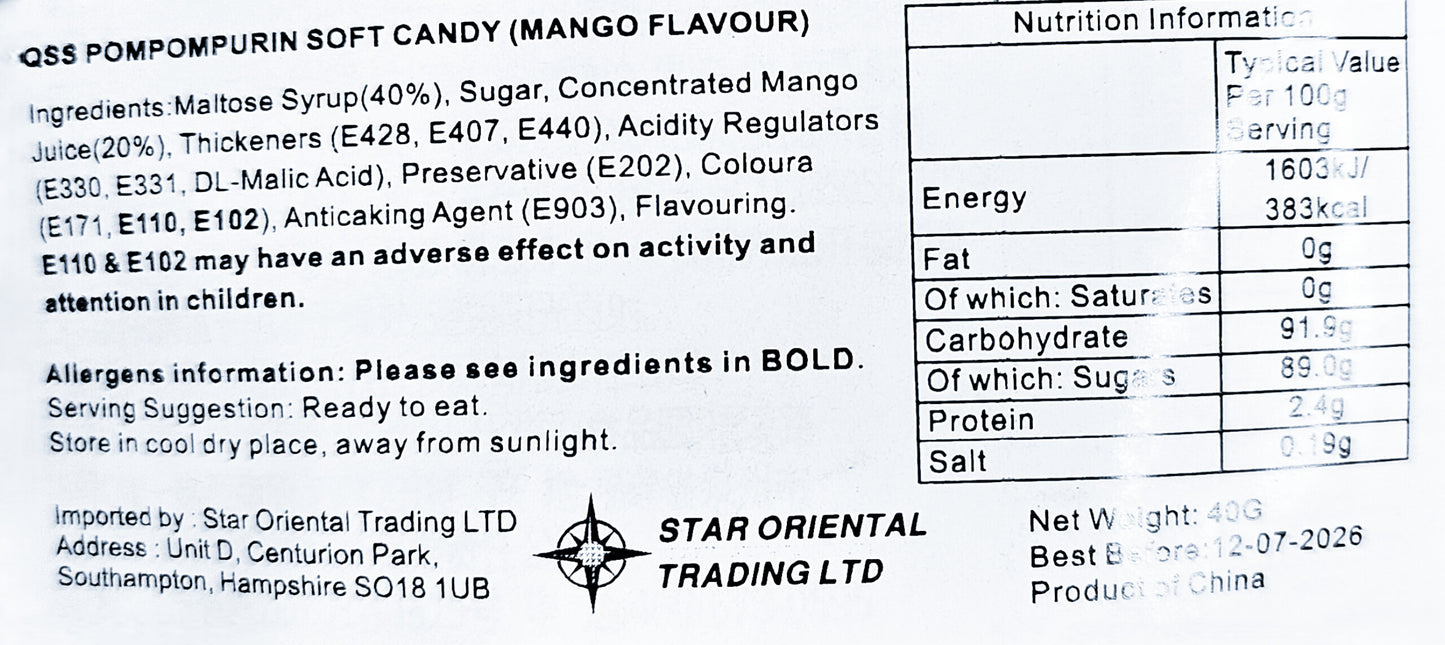 QSS POMPOMPURIN SOFT CANDY (MANGO FLAVOUR)
Ingredients:Maltose Syrup(40%), Sugar, Concentrated Mango
Juice(20%), Thickeners (E428, E407, E440), Acidity Regulators
(E330, E331, DL-Malic Acid), Preservative (E202), Coloura
(E171, E110, E102), Anticaking Agent (E903), Flavouring.
E110 & E102 may have an adverse effect on activity and
attention in children.
Allergens information: Please see ingredients in BOLD.
Serving Suggestion: Ready to eat.
Store in cool dry place, away from sunlight.
Imported by : Star Oriental Trading LTD
Address : Unit D, Centurion Park,
Southampton, Hampshire SO18 1UB
STAR ORIENTAL
TRADING LTD
Nutrition Information
Typical Value
Per 100g
Serving
Energy 1603kJ/
383kcal
Fat 0g
Of which: Saturates 0g
Carbohydrate 91.9g
Of which: Sugars 89.0g
Protein 2.4g
Salt 0.19g
Net Weight: 40G
Best Before:12-07-2026
Product of China